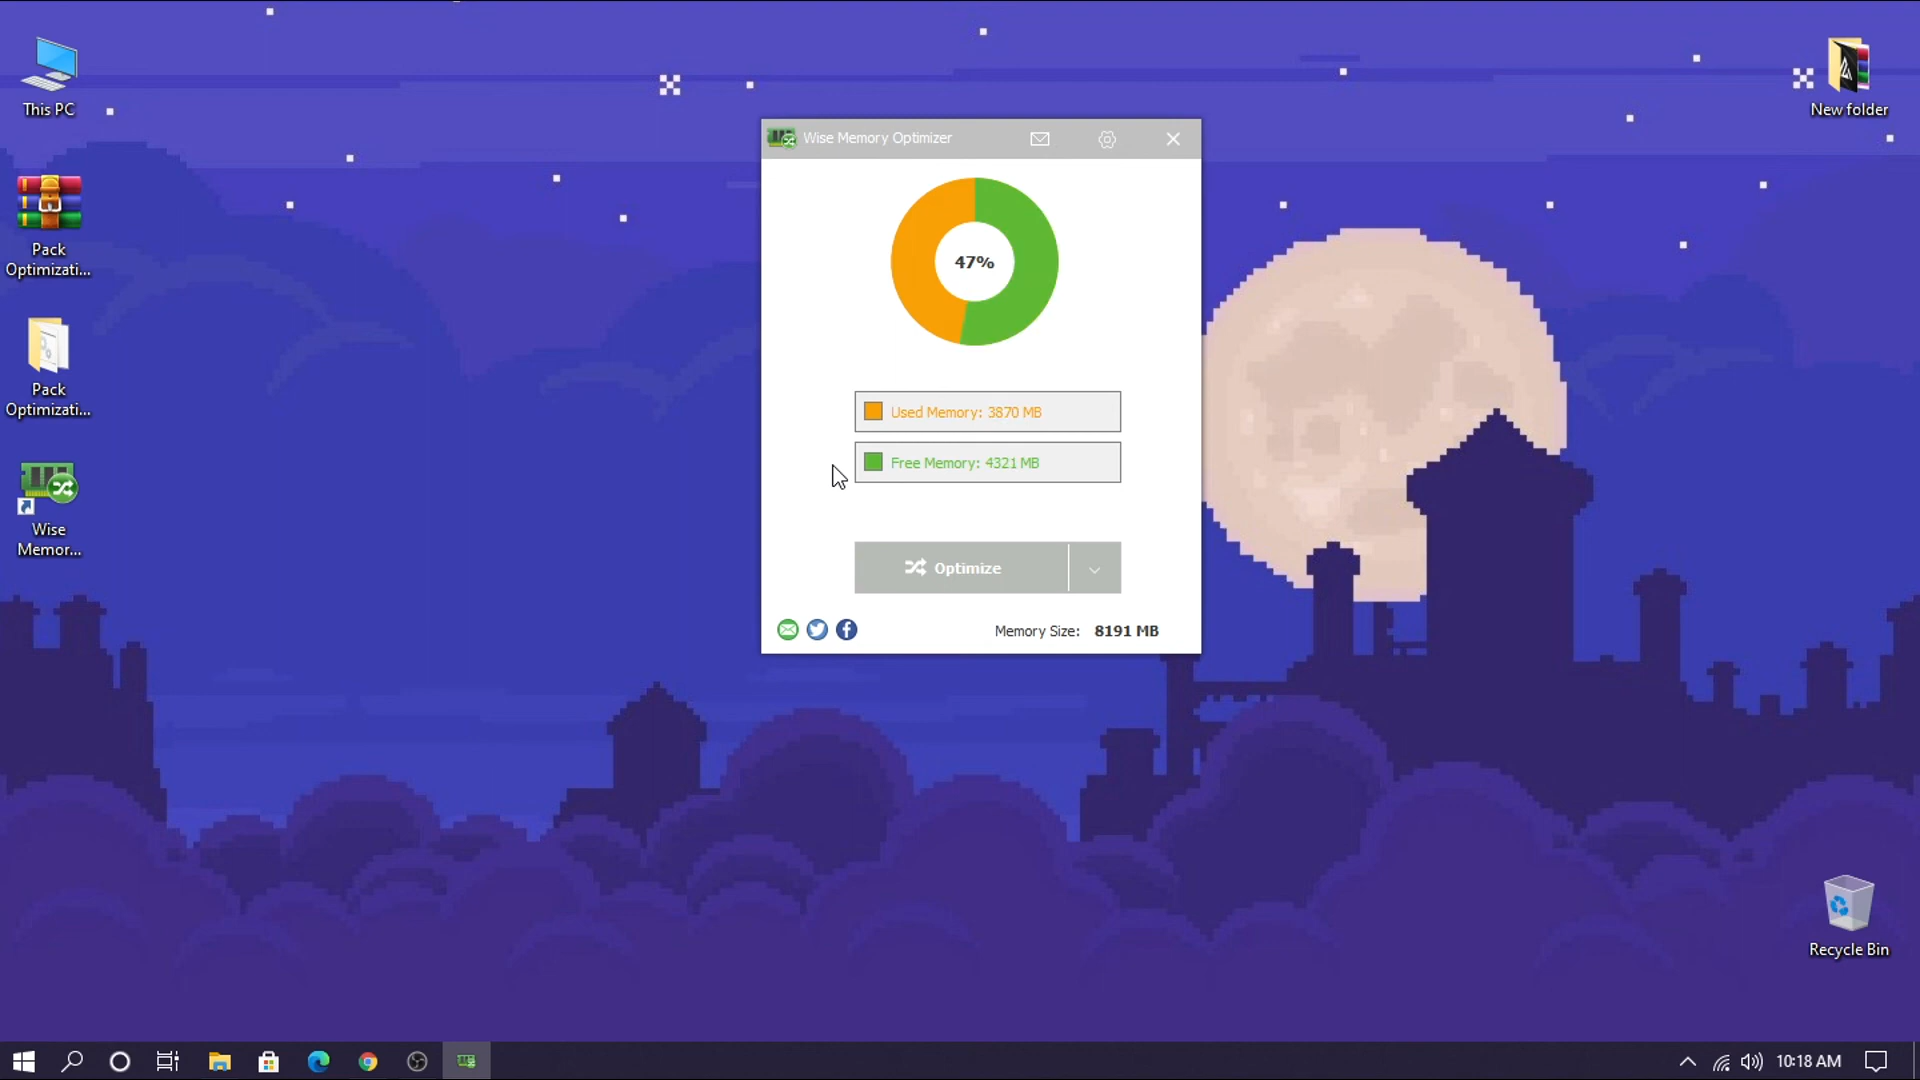 This PC
Pack
Optimizati...
Pack
Optimizati...
Wise
Memor...
Wise Memory Optimizer
47%
Used Memory: 3870 MB
Free Memory: 4321 MB
Optimize
Memory Size: 8191 MB
New folder
Recycle Bin
10:18 AM